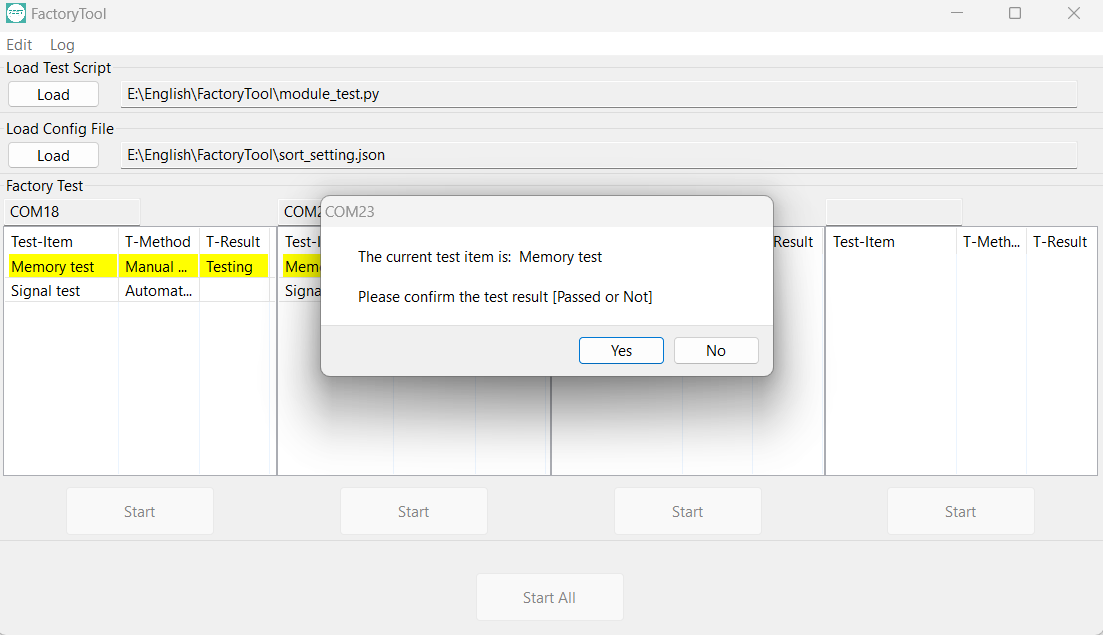 FactoryTool
Edit Log
Load Test Script
Load E:\English\FactoryTool\module_test.py
Load Config File
Load E:\English\FactoryTool\sort_setting.json
Factory Test
COM18
Test-Item T-Method T-Result
Memory test Manual ... Testing
Signal test Automat...
COM23
The current test item is: Memory test
Please confirm the test result [Passed or Not]
Yes No
Result
Test-Item T-Meth... T-Result
Start Start Start Start
Start All